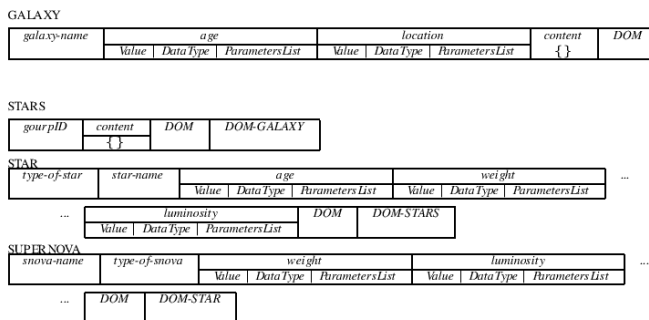 GALAXY
galaxy-name age location content DOM
Value DataType ParametersList Value DataType ParametersList { }
STARS
gourpID content DOM DOM-GALAXY
{ }
STAR
type-of-star star-name age weight ...
Value DataType ParametersList Value DataType ParametersList
... luminosity DOM DOM-STARS
Value DataType ParametersList
SUPERNOVA
snova-name type-of-snova weight luminosity ...
Value DataType ParametersList Value DataType ParametersList
... DOM DOM-STAR